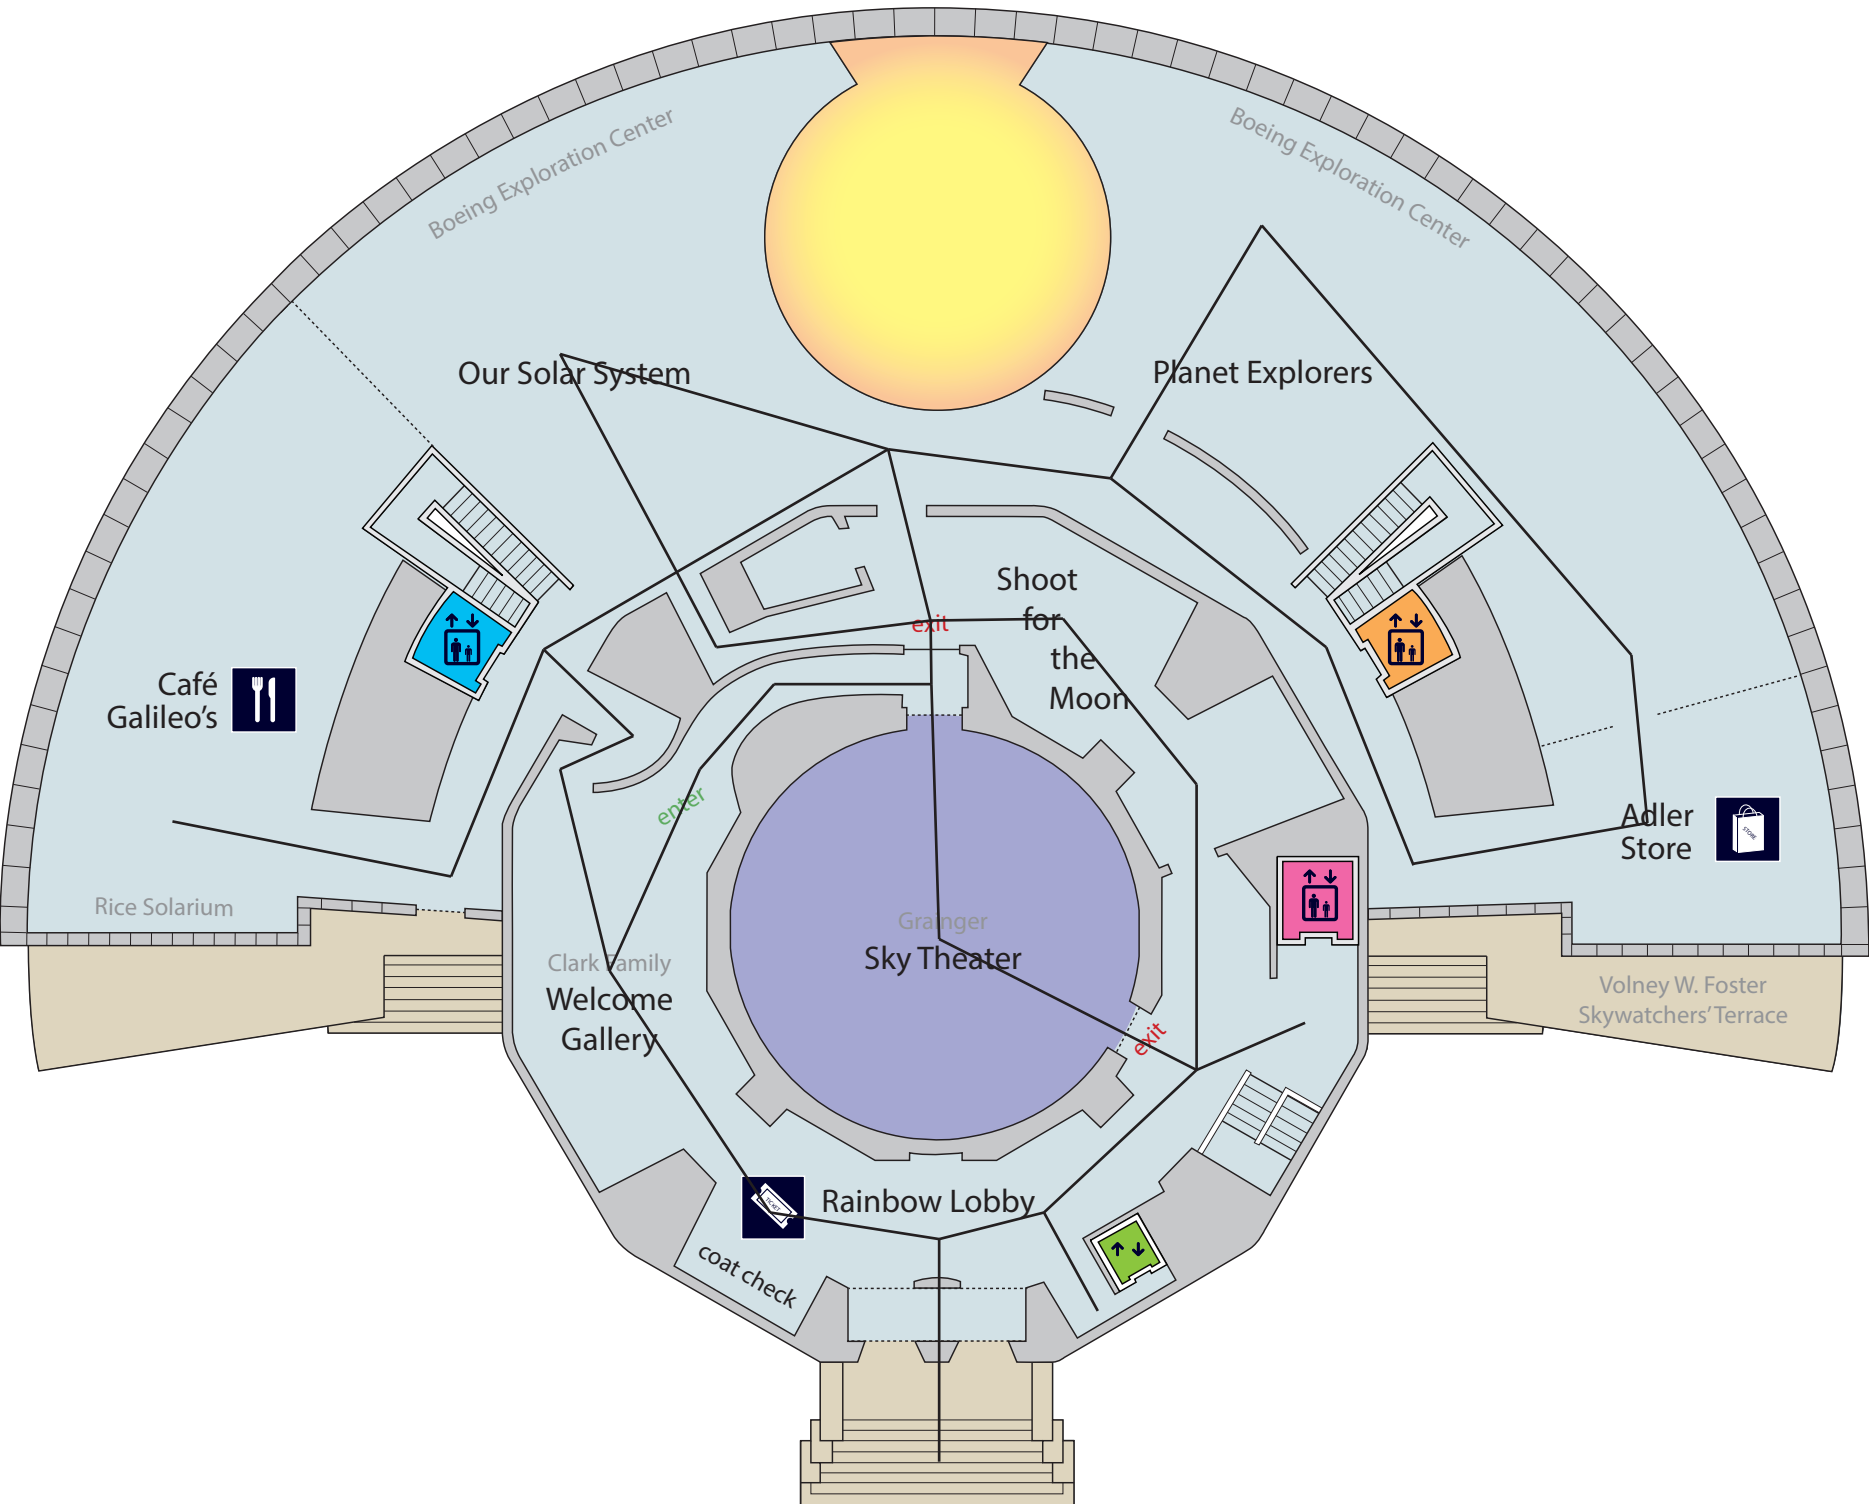 Boeing Exploration Center
Boeing Exploration Center
Our Solar System
Planet Explorers
Shoot
for
the
Moon
exit
Café
Galileo's
enter
Adler
Store
STORE
Rice Solarium
Grainger
Sky Theater
Clark Family
Welcome
Gallery
Volney W. Foster
Skywatchers' Terrace
exit
TICKET
Rainbow Lobby
coat check